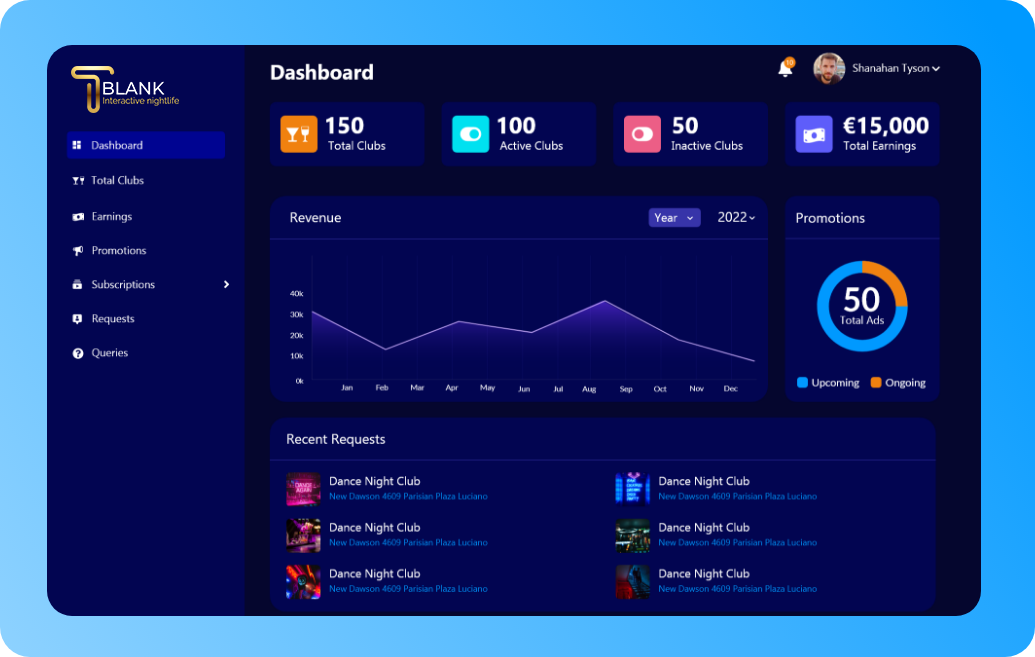 BLANK
Interactive nightlife
Dashboard
Total Clubs
Earnings
Promotions
Subscriptions
Requests
Queries
Dashboard
10
Shanahan Tyson
150
Total Clubs
100
Active Clubs
50
Inactive Clubs
€15,000
Total Earnings
Revenue
Year
2022
40k
30k
20k
10k
0k
Jan Feb Mar Apr May Jun Jul Aug Sep Oct Nov Dec
Promotions
50
Total Ads
Upcoming Ongoing
Recent Requests
DANCE
AGAIN
Dance Night Club
New Dawson 4609 Parisian Plaza Luciano
Dance Night Club
New Dawson 4609 Parisian Plaza Luciano
Dance Night Club
New Dawson 4609 Parisian Plaza Luciano
Dance Night Club
New Dawson 4609 Parisian Plaza Luciano
Dance Night Club
New Dawson 4609 Parisian Plaza Luciano
Dance Night Club
New Dawson 4609 Parisian Plaza Luciano